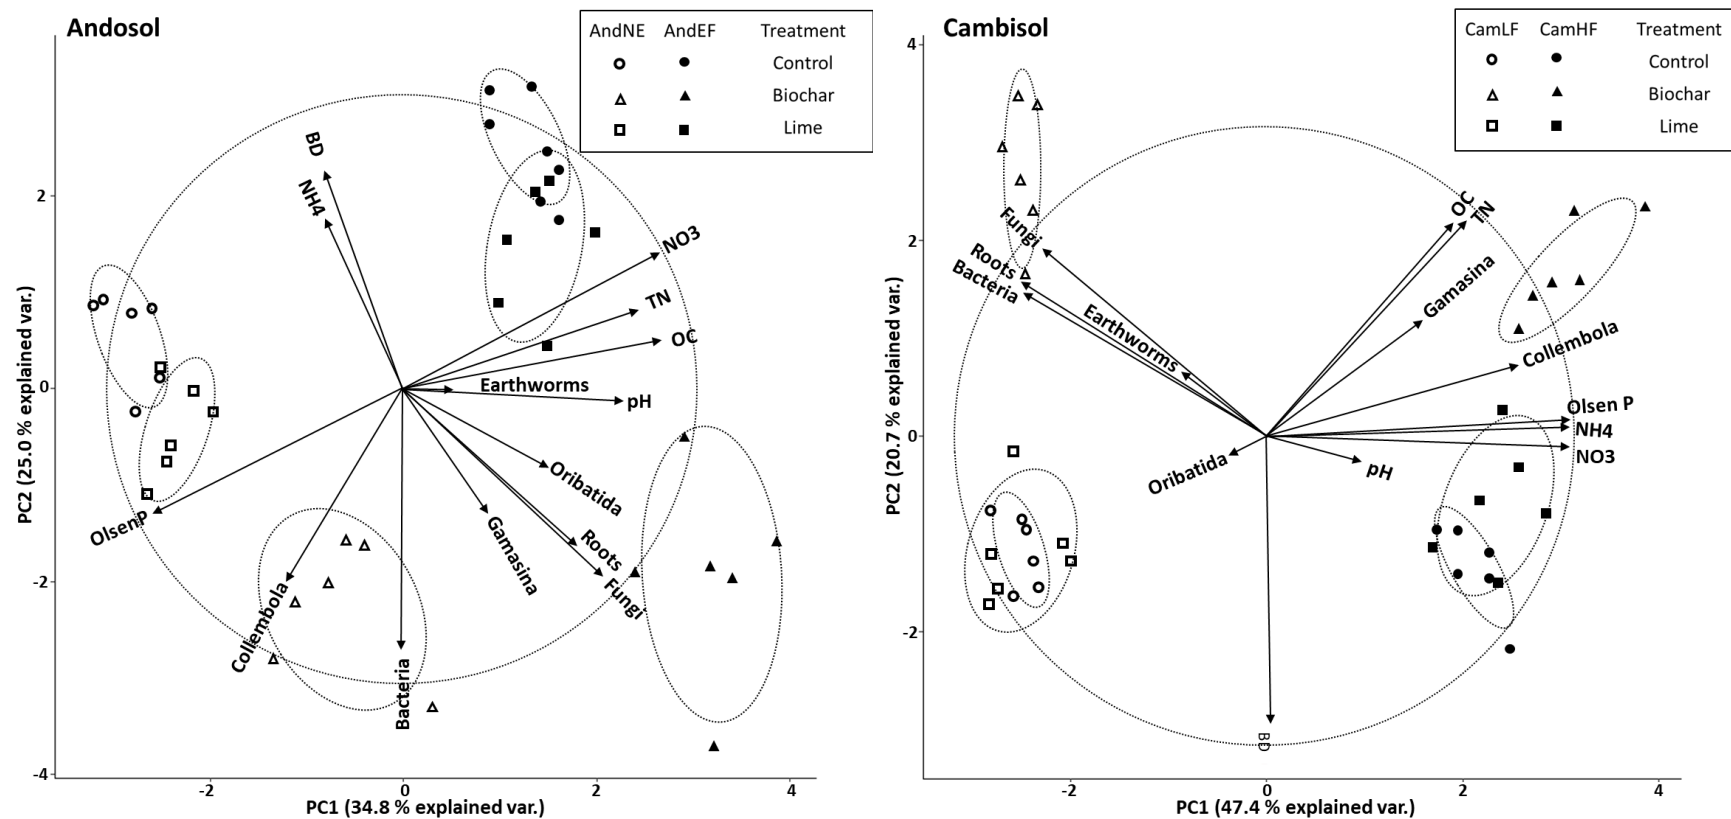 Andosol
AndNE AndEF Treatment
Control
Biochar
Lime
BD
NH4
NO3
TN
OC
Earthworms
pH
Oribatida
Roots
Fungi
Gamasina
Bacteria
Collembola
OlsenP
2
0
-2
-4
PC2 (25.0 % explained var.)
-2 0 2 4
PC1 (34.8 % explained var.)
Cambisol
CamLF CamHF Treatment
Control
Biochar
Lime
Fungi
Roots
Bacteria
Earthworms
OC
TN
Gamasina
Collembola
Olsen P
NH4
NO3
pH
Oribatida
BD
4
2
0
-2
PC2 (20.7 % explained var.)
-2 0 2 4
PC1 (47.4 % explained var.)